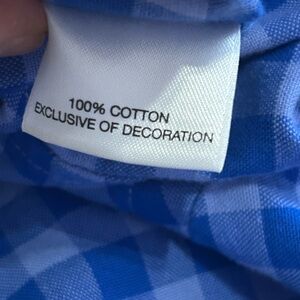 100% COTTON
EXCLUSIVE OF DECORATION